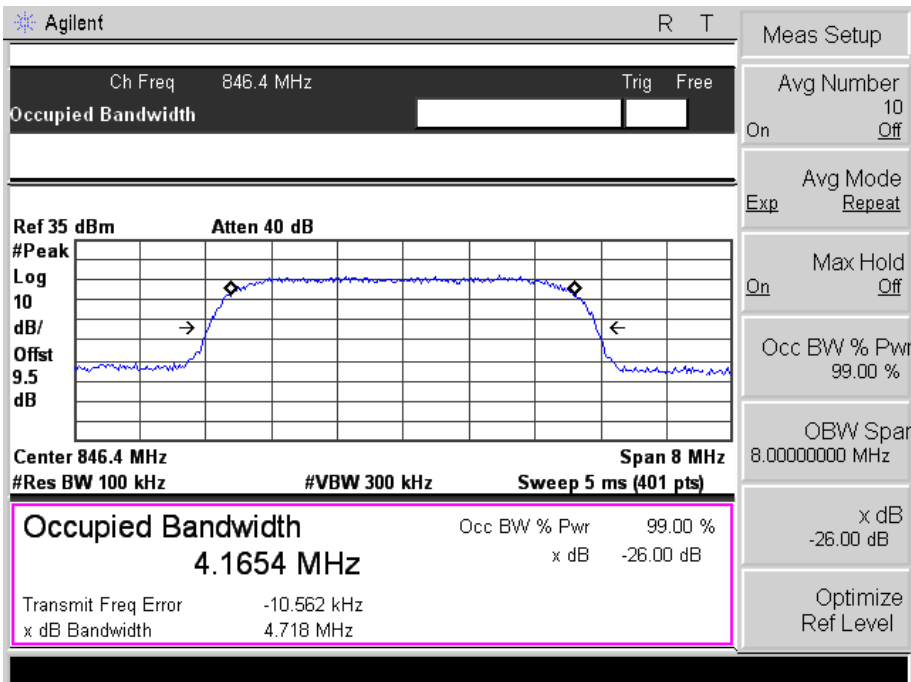 Agilent R T
Ch Freq 846.4 MHz Trig Free
Occupied Bandwidth
Ref 35 dBm Atten 40 dB
#Peak
Log
10
dB/
Offst
9.5
dB
Center 846.4 MHz Span 8 MHz
#Res BW 100 kHz #VBW 300 kHz Sweep 5 ms (401 pts)
Occupied Bandwidth Occ BW % Pwr 99.00 %
4.1654 MHz x dB -26.00 dB
Transmit Freq Error -10.562 kHz
x dB Bandwidth 4.718 MHz
Meas Setup
Avg Number
10
On Off
Avg Mode
Exp Repeat
Max Hold
On Off
Occ BW % Pwr
99.00 %
OBW Span
8.00000000 MHz
x dB
-26.00 dB
Optimize
Ref Level